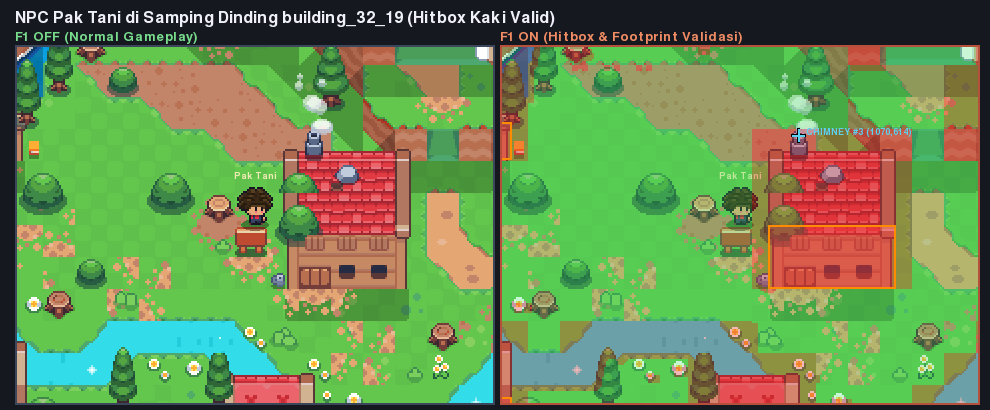 NPC Pak Tani di Samping Dinding building_32_19 (Hitbox Kaki Valid)
F1 OFF (Normal Gameplay)
F1 ON (Hitbox & Footprint Validasi)
CHIMNEY #3 (1070,614)
Pak Tani
Pak Tani